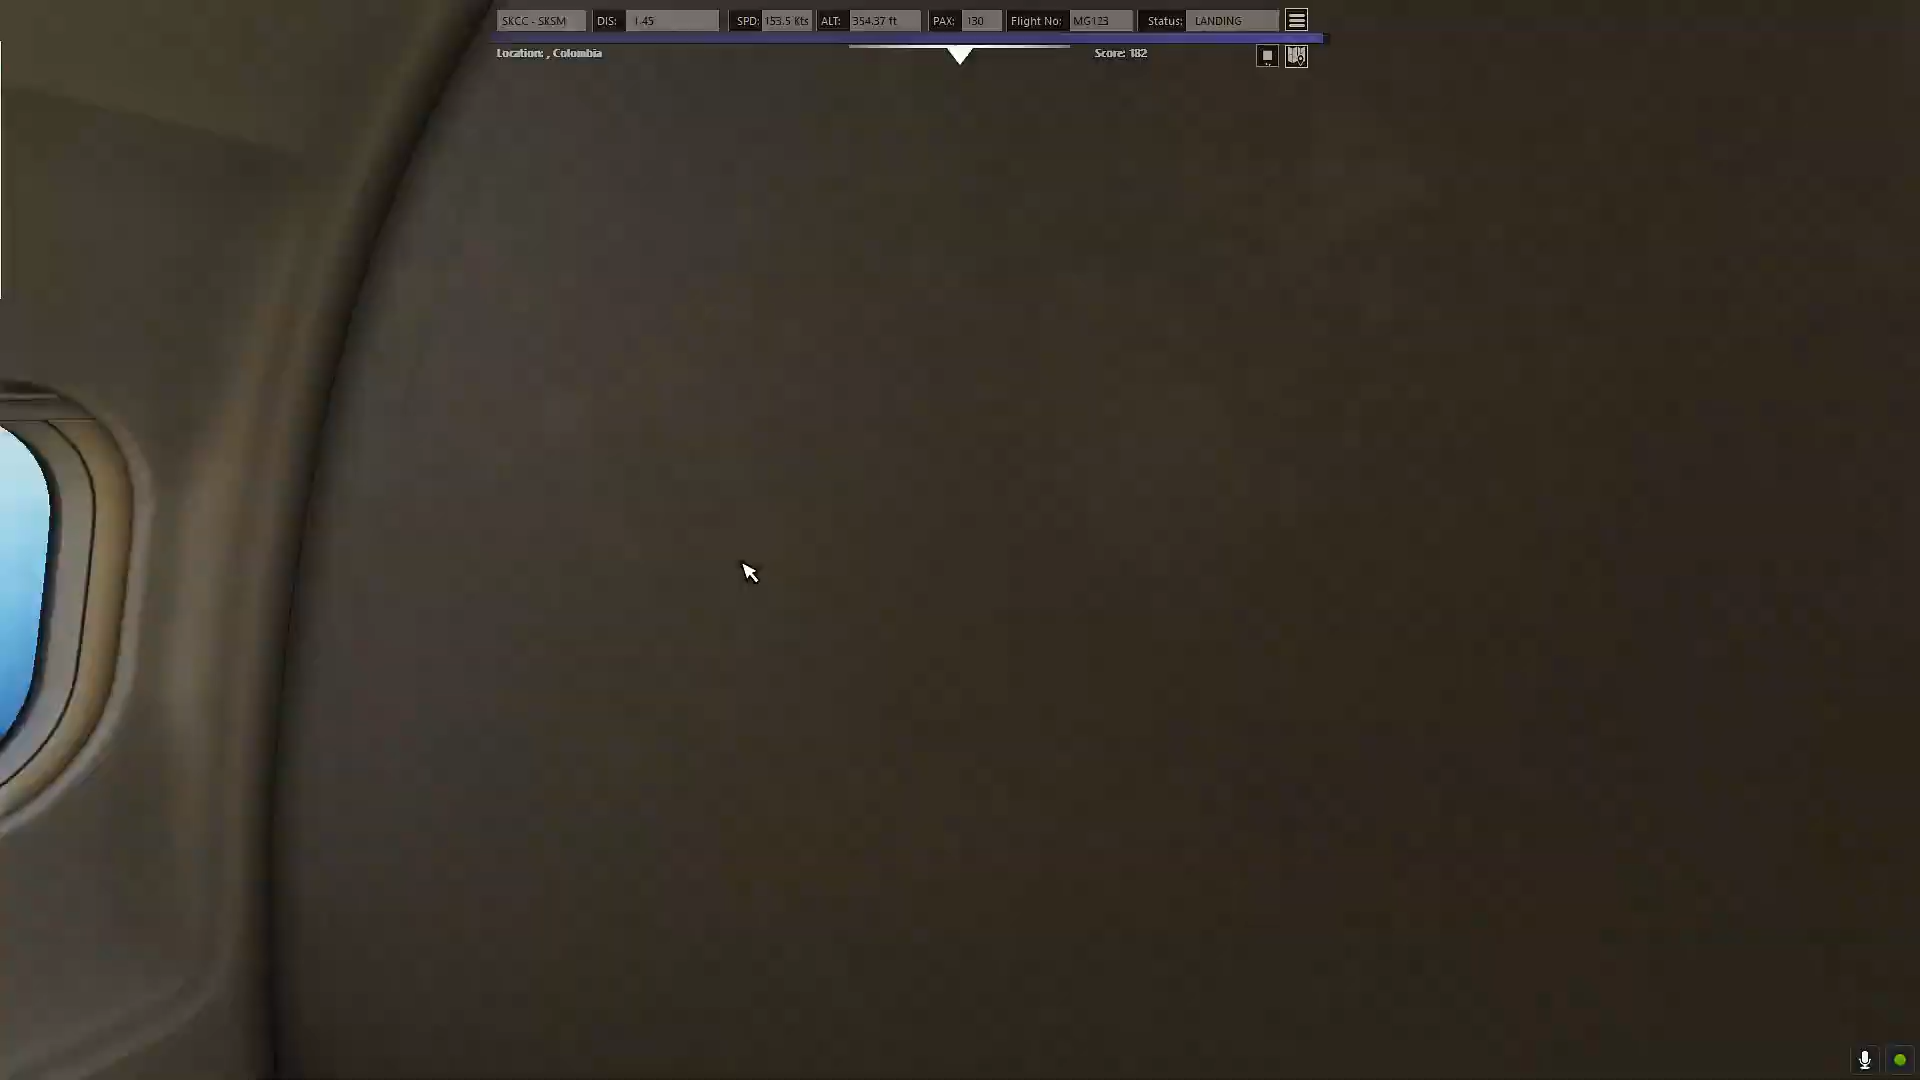 SKCC - SKSM DIS: 1.45 SPD: 153.5 Kts ALT: 354.37 ft PAX: 130 Flight No: MG123 Status: LANDING
Location: , Colombia Score: 182